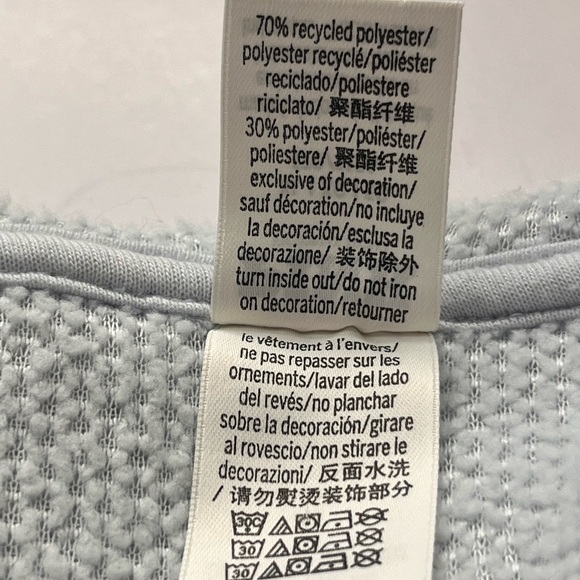 70% recycled polyester/
polyester recyclé/poliéster
reciclado/poliestere
riciclato/ 聚酯纤维
30% polyester/poliéster/
poliestere/ 聚酯纤维
exclusive of decoration/
sauf décoration/no incluye
la decoración/esclusa la
decorazione/ 装饰除外
turn inside out/do not iron
on decoration/retourner
le vêtement à l'envers/
ne pas repasser sur les
ornements/lavar del lado
del revés/no planchar
sobre la decoración/girare
al rovescio/non stirare le
decorazioni/ 反面水洗
/ 请勿熨烫装饰部分
30C
30
30